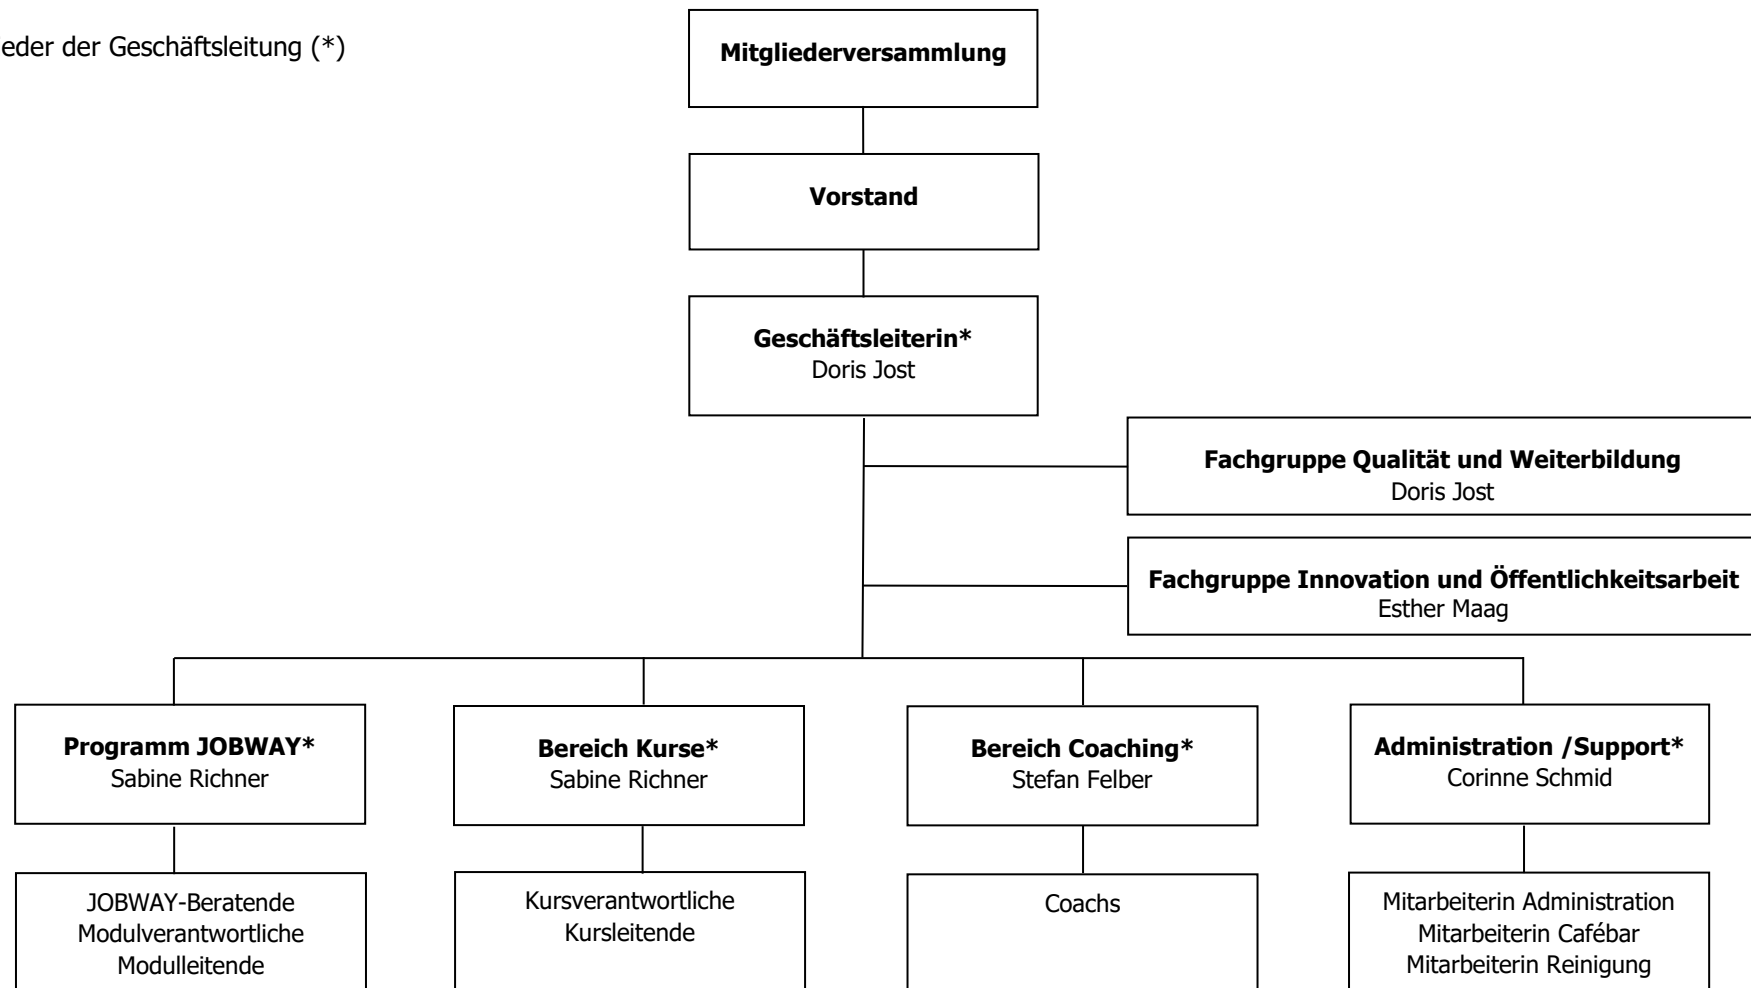 eder der Geschäftsleitung (*)
Mitgliederversammlung
Vorstand
Geschäftsleiterin*
Doris Jost
Fachgruppe Qualität und Weiterbildung
Doris Jost
Fachgruppe Innovation und Öffentlichkeitsarbeit
Esther Maag
Programm JOBWAY*
Sabine Richner
Bereich Kurse*
Sabine Richner
Bereich Coaching*
Stefan Felber
Administration /Support*
Corinne Schmid
JOBWAY-Beratende
Modulverantwortliche
Modulleitende
Kursverantwortliche
Kursleitende
Coachs
Mitarbeiterin Administration
Mitarbeiterin Cafébar
Mitarbeiterin Reinigung